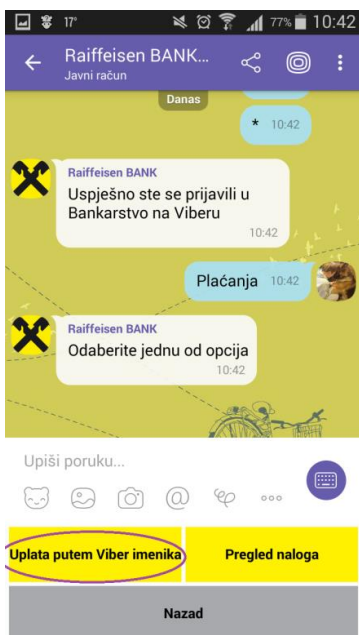 17°
77%
10:42
Raiffeisen BANK...
Javni račun
Danas
* 10:42
Raiffeisen BANK
Uspješno ste se prijavili u
Bankarstvo na Viberu
10:42
Plaćanja 10:42
Raiffeisen BANK
Odaberite jednu od opcija
10:42
Upiši poruku...
Uplata putem Viber imenika
Pregled naloga
Nazad